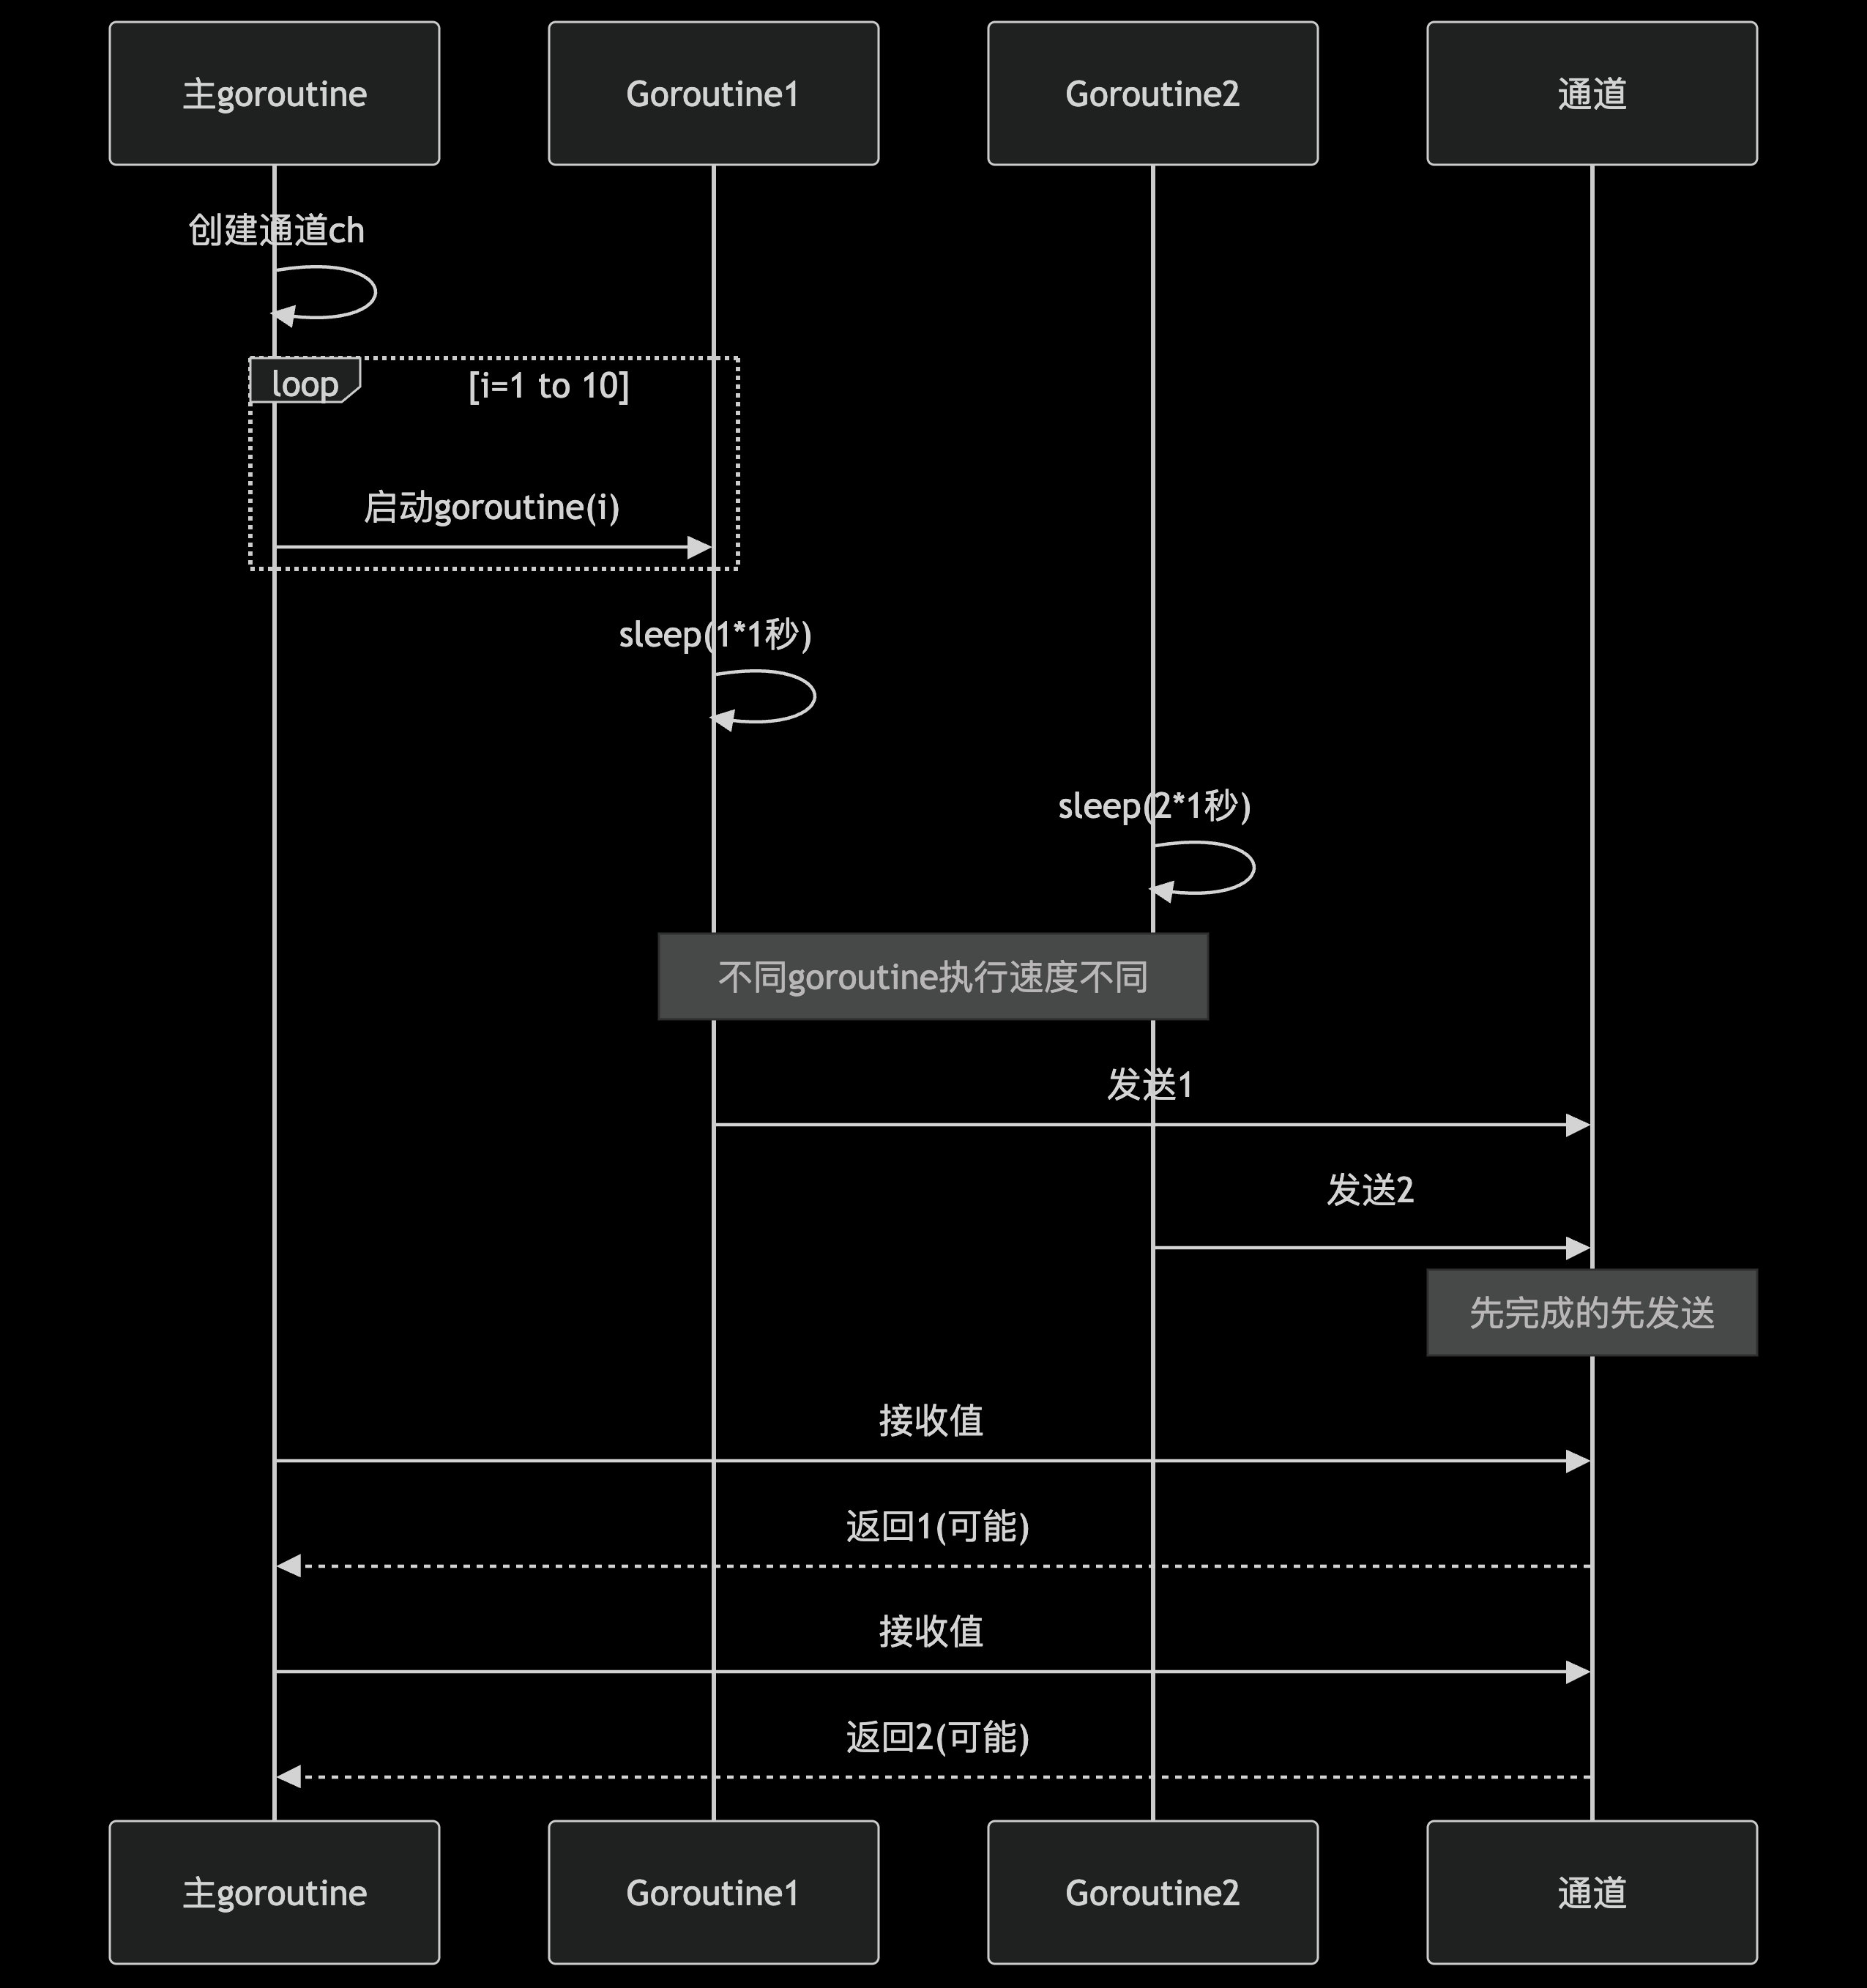 主goroutine
Goroutine1
Goroutine2
通道
创建通道ch
loop
[i=1 to 10]
启动goroutine(i)
sleep(1*1秒)
sleep(2*1秒)
不同goroutine执行速度不同
发送1
发送2
先完成的先发送
接收值
返回1(可能)
接收值
返回2(可能)
主goroutine
Goroutine1
Goroutine2
通道